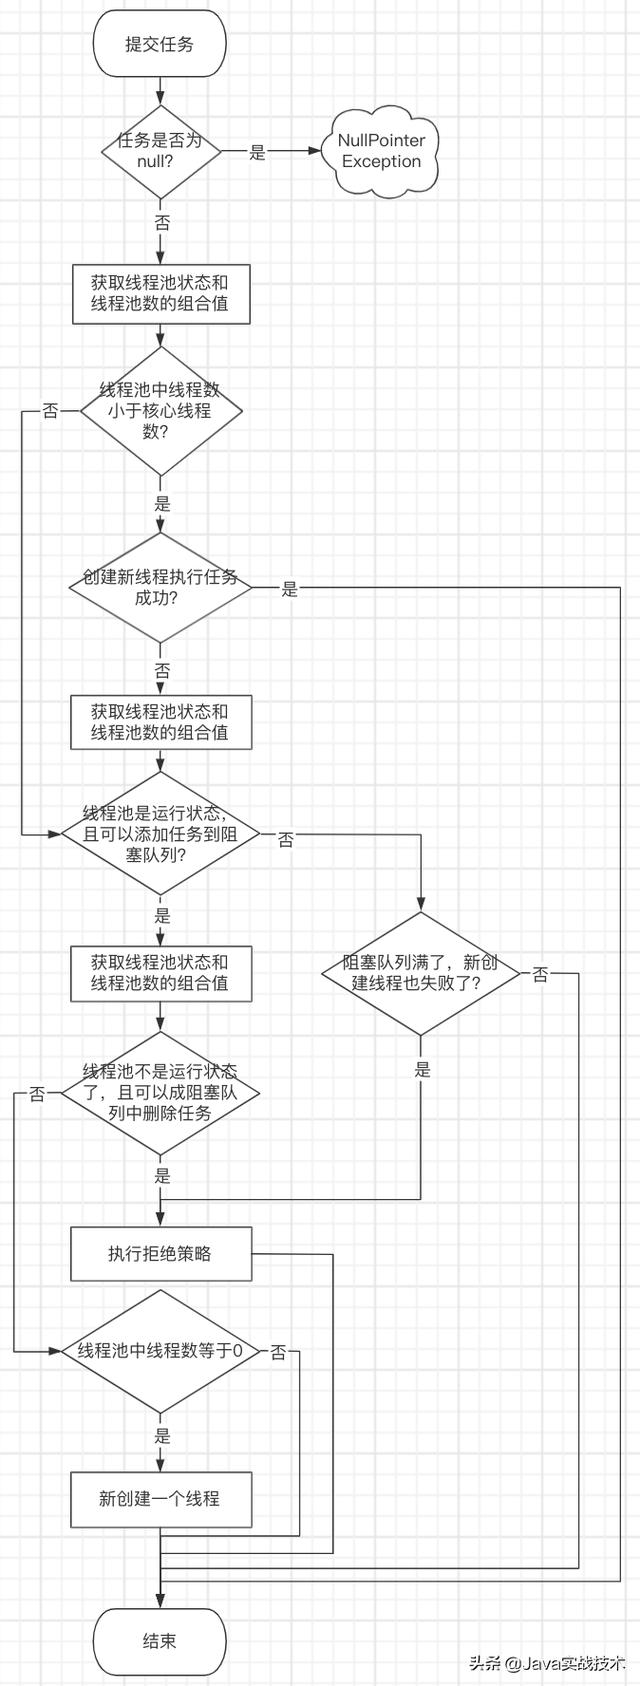 提交任务
任务是否为
null?
是
NullPointer
Exception
否
获取线程池状态和
线程池数的组合值
线程池中线程数
小于核心线程
数?
否
是
创建新线程执行任务
成功?
是
否
获取线程池状态和
线程池数的组合值
线程池是运行状态,
且可以添加任务到阻
塞队列?
否
是
获取线程池状态和
线程池数的组合值
阻塞队列满了，新创
建线程也失败了?
否
是
线程池不是运行状态
了，且可以成阻塞队
列中删除任务
否
是
执行拒绝策略
线程池中线程数等于0
否
是
新创建一个线程
结束
头条 @Java实战技术